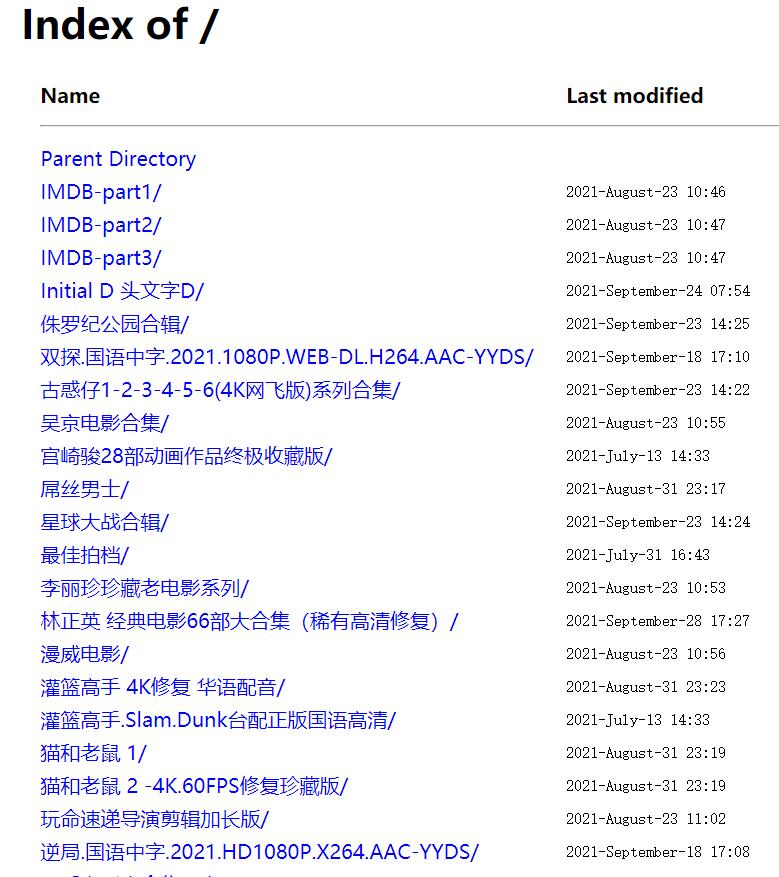 Index of /
Name Last modified
Parent Directory
IMDB-part1/ 2021-August-23 10:46
IMDB-part2/ 2021-August-23 10:47
IMDB-part3/ 2021-August-23 10:47
Initial D 头文字D/ 2021-September-24 07:54
侏罗纪公园合辑/ 2021-September-23 14:25
双探.国语中字.2021.1080P.WEB-DL.H264.AAC-YYDS/ 2021-September-18 17:10
古惑仔1-2-3-4-5-6(4K网飞版)系列合集/ 2021-September-23 14:22
吴京电影合集/ 2021-August-23 10:55
宫崎骏28部动画作品终极收藏版/ 2021-July-13 14:33
屌丝男士/ 2021-August-31 23:17
星球大战合辑/ 2021-September-23 14:24
最佳拍档/ 2021-July-31 16:43
李丽珍珍藏老电影系列/ 2021-August-23 10:53
林正英 经典电影66部大合集（稀有高清修复）/ 2021-September-28 17:27
漫威电影/ 2021-August-23 10:56
灌篮高手 4K修复 华语配音/ 2021-August-31 23:23
灌篮高手.Slam.Dunk台配正版国语高清/ 2021-July-13 14:33
猫和老鼠 1/ 2021-August-31 23:19
猫和老鼠 2 -4K.60FPS修复珍藏版/ 2021-August-31 23:19
玩命速递导演剪辑加长版/ 2021-August-23 11:02
逆局.国语中字.2021.HD1080P.X264.AAC-YYDS/ 2021-September-18 17:08